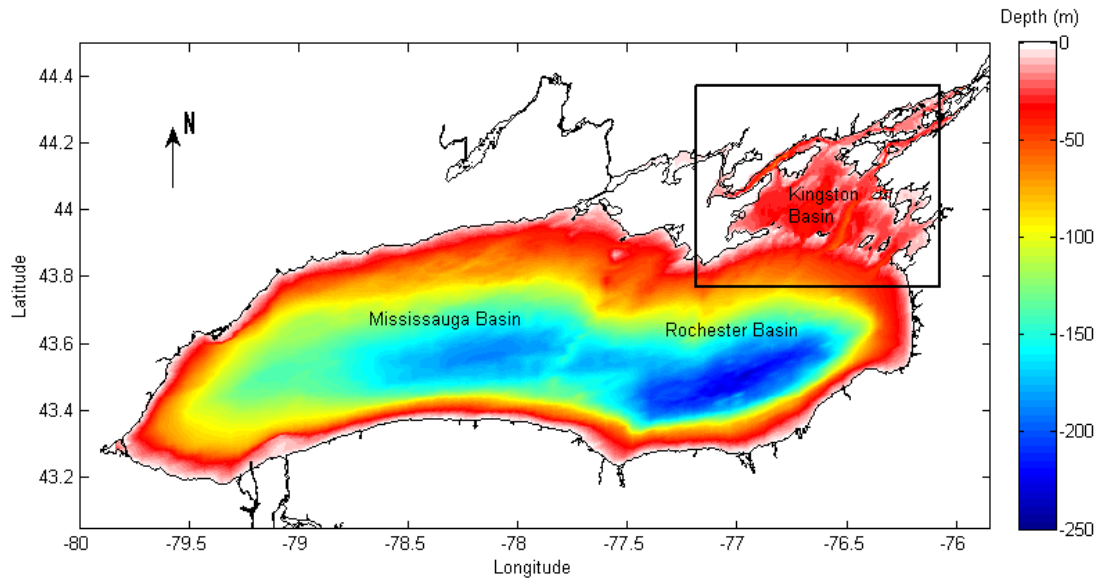 Depth (m)
0
-50
-100
-150
-200
-250
44.4
44.2
44
43.8
43.6
43.4
43.2
Latitude
N
Kingston
Basin
Mississauga Basin
Rochester Basin
-80
-79.5
-79
-78.5
-78
-77.5
-77
-76.5
-76
Longitude